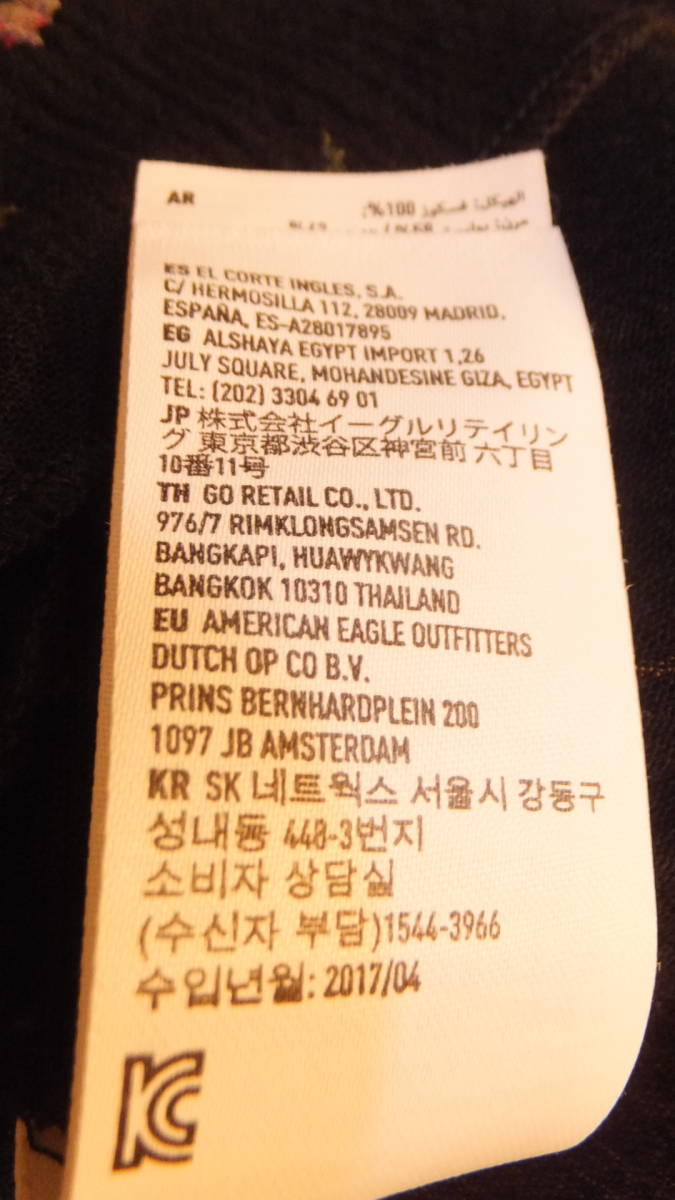 AR
الهيكل: فسكوز 100%:
ES EL CORTE INGLES, S.A.
C/ HERMOSILLA 112, 28009 MADRID,
ESPAÑA, ES-A28017895
EG ALSHAYA EGYPT IMPORT 1,26
JULY SQUARE, MOHANDESINE GIZA, EGYPT
TEL: (202) 3304 69 01
JP 株式会社イーグルリテイリン
グ 東京都渋谷区神宮前 六丁目
10番11号
TH GO RETAIL CO., LTD.
976/7 RIMKLONGSAMSEN RD.
BANGKAPI, HUAWYKWANG
BANGKOK 10310 THAILAND
EU AMERICAN EAGLE OUTFITTERS
DUTCH OP CO B.V.
PRINS BERNHARDPLEIN 200
1097 JB AMSTERDAM
KR SK 네트웍스 서울시 강동구
성내동 448-3번지
소비자 상담실
(수신자 부담)1544-3966
수입년월: 2017/04